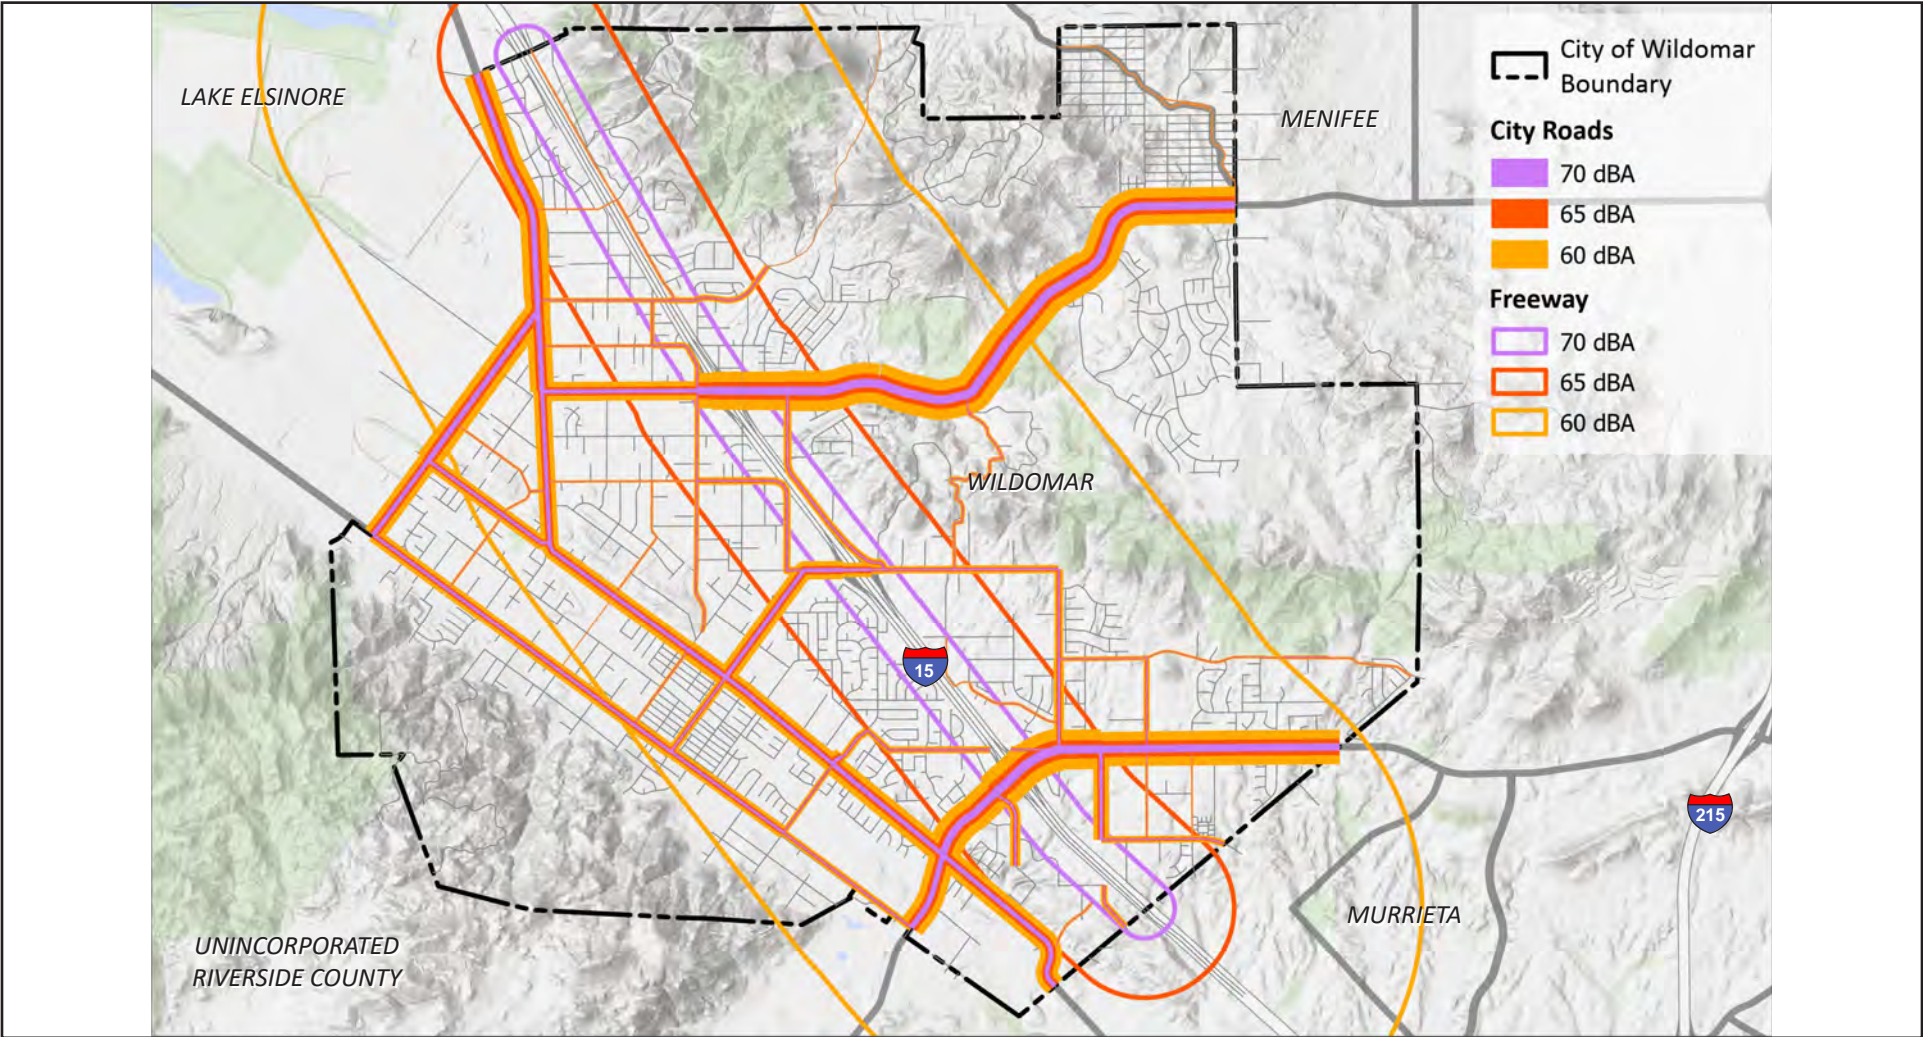 City of Wildomar
Boundary
City Roads
70 dBA
65 dBA
60 dBA
Freeway
70 dBA
65 dBA
60 dBA
LAKE ELSINORE
MENIFEE
WILDOMAR
15
215
MURRIETA
UNINCORPORATED
RIVERSIDE COUNTY